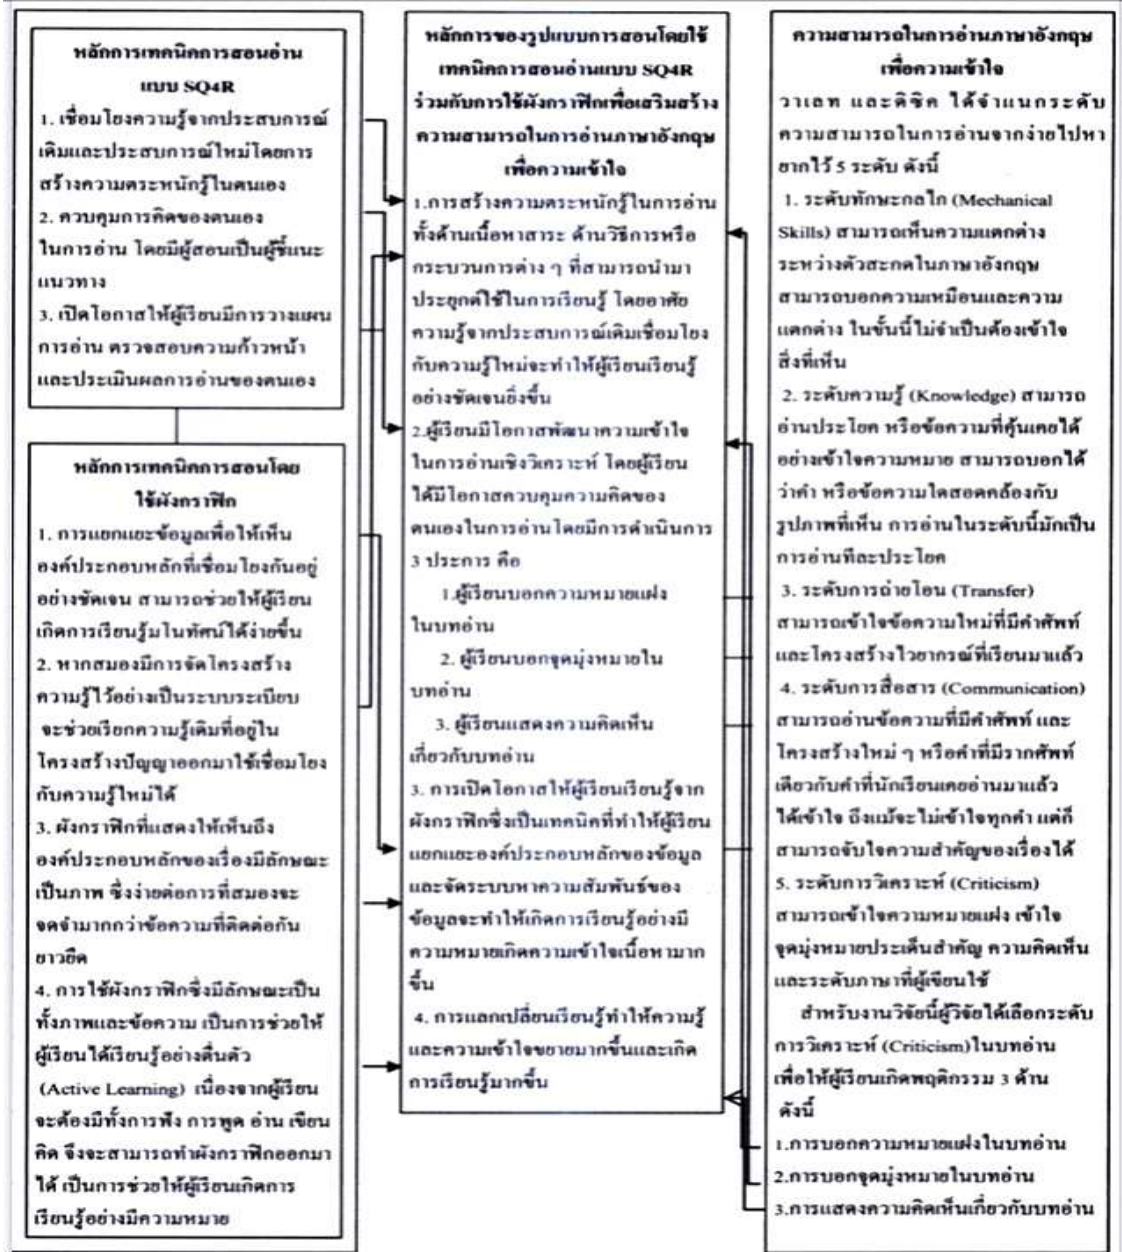 หลักการเทคนิคการสอนอ่าน
แบบ SQ4R
1. เชื่อมโยงความรู้จากประสบการณ์
เดิมและประสบการณ์ใหม่โดยการ
สร้างความตระหนักรู้ในตนเอง
2. ควบคุมการคิดของตนเอง
ในการอ่าน โดยมีผู้สอนเป็นผู้ชี้แนะ
แนวทาง
3. เปิดโอกาสให้ผู้เรียนมีการวางแผน
การอ่าน ตรวจสอบความก้าวหน้า
และประเมินผลการอ่านของตนเอง
หลักการเทคนิคการสอนโดย
ใช้ผังกราฟิก
1. การแยกแยะข้อมูลเพื่อให้เห็น
องค์ประกอบหลักที่เชื่อมโยงกันอยู่
อย่างชัดเจน สามารถช่วยให้ผู้เรียน
เกิดการเรียนรู้มโนทัศน์ได้ง่ายขึ้น
2. หากสมองมีการจัดโครงสร้าง
ความรู้ไว้อย่างเป็นระบบระเบียบ
จะช่วยเรียกความรู้เดิมที่อยู่ใน
โครงสร้างปัญญาออกมาใช้เชื่อมโยง
กับความรู้ใหม่ได้
3. ผังกราฟิกที่แสดงให้เห็นถึง
องค์ประกอบหลักของเรื่องมีลักษณะ
เป็นภาพ ซึ่งง่ายต่อการที่สมองจะ
จดจำมากกว่าข้อความที่ติดต่อกัน
ยาวยืด
4. การใช้ผังกราฟิกซึ่งมีลักษณะเป็น
ทั้งภาพและข้อความ เป็นการช่วยให้
ผู้เรียนได้เรียนรู้อย่างตื่นตัว
(Active Learning) เนื่องจากผู้เรียน
จะต้องมีทั้งการฟัง การพูด อ่าน เขียน
คิด จึงจะสามารถทำผังกราฟิกออกมา
ได้ เป็นการช่วยให้ผู้เรียนเกิดการ
เรียนรู้อย่างมีความหมาย
หลักการของรูปแบบการสอนโดยใช้
เทคนิคการสอนอ่านแบบ SQ4R
ร่วมกับการใช้ผังกราฟิกเพื่อเสริมสร้าง
ความสามารถในการอ่านภาษาอังกฤษ
เพื่อความเข้าใจ
1.การสร้างความตระหนักรู้ในการอ่าน
ทั้งด้านเนื้อหาสาระ ด้านวิธีการหรือ
กระบวนการต่าง ๆ ที่สามารถนำมา
ประยุกต์ใช้ในการเรียนรู้ โดยอาศัย
ความรู้จากประสบการณ์เดิมเชื่อมโยง
กับความรู้ใหม่จะทำให้ผู้เรียนเรียนรู้
อย่างชัดเจนยิ่งขึ้น
2.ผู้เรียนมีโอกาสพัฒนาความเข้าใจ
ในการอ่านเชิงวิเคราะห์ โดยผู้เรียน
ได้มีโอกาสควบคุมความคิดของ
ตนเองในการอ่านโดยมีการดำเนินการ
3 ประการ คือ
1.ผู้เรียนบอกความหมายแฝง
ในบทอ่าน
2. ผู้เรียนบอกจุดมุ่งหมายใน
บทอ่าน
3. ผู้เรียนแสดงความคิดเห็น
เกี่ยวกับบทอ่าน
3. การเปิดโอกาสให้ผู้เรียนเรียนรู้จาก
ผังกราฟิกซึ่งเป็นเทคนิคที่ทำให้ผู้เรียน
แยกแยะองค์ประกอบหลักของข้อมูล
และจัดระบบหาความสัมพันธ์ของ
ข้อมูลจะทำให้เกิดการเรียนรู้อย่างมี
ความหมายเกิดความเข้าใจเนื้อหามาก
ขึ้น
4. การแลกเปลี่ยนเรียนรู้ทำให้ความรู้
และความเข้าใจขยายมากขึ้นและเกิด
การเรียนรู้มากขึ้น
ความสามารถในการอ่านภาษาอังกฤษ
เพื่อความเข้าใจ
วาเลท และดิซิค ได้จำแนกระดับ
ความสามารถในการอ่านจากง่ายไปหา
ยากไว้ 5 ระดับ ดังนี้
1. ระดับทักษะกลไก (Mechanical
Skills) สามารถเห็นความแตกต่าง
ระหว่างตัวสะกดในภาษาอังกฤษ
สามารถบอกความเหมือนและความ
แตกต่าง ในขั้นนี้ไม่จำเป็นต้องเข้าใจ
สิ่งที่เห็น
2. ระดับความรู้ (Knowledge) สามารถ
อ่านประโยค หรือข้อความที่คุ้นเคยได้
อย่างเข้าใจความหมาย สามารถบอกได้
ว่าคำ หรือข้อความใดสอดคล้องกับ
รูปภาพที่เห็น การอ่านในระดับนี้มักเป็น
การอ่านทีละประโยค
3. ระดับการถ่ายโอน (Transfer)
สามารถเข้าใจข้อความใหม่ที่มีคำศัพท์
และโครงสร้างไวยากรณ์ที่เรียนมาแล้ว
4. ระดับการสื่อสาร (Communication)
สามารถอ่านข้อความที่มีคำศัพท์ และ
โครงสร้างใหม่ ๆ หรือคำที่มีรากศัพท์
เดียวกับคำที่นักเรียนเคยอ่านมาแล้ว
ได้เข้าใจ ถึงแม้จะไม่เข้าใจทุกคำ แต่ก็
สามารถจับใจความสำคัญของเรื่องได้
5. ระดับการวิเคราะห์ (Criticism)
สามารถเข้าใจความหมายแฝง เข้าใจ
จุดมุ่งหมายประเด็นสำคัญ ความคิดเห็น
และระดับภาษาที่ผู้เขียนใช้
สำหรับงานวิจัยนี้ผู้วิจัยได้เลือกระดับ
การวิเคราะห์ (Criticism)ในบทอ่าน
เพื่อให้ผู้เรียนเกิดพฤติกรรม 3 ด้าน
ดังนี้
1.การบอกความหมายแฝงในบทอ่าน
2.การบอกจุดมุ่งหมายในบทอ่าน
3.การแสดงความคิดเห็นเกี่ยวกับบทอ่าน